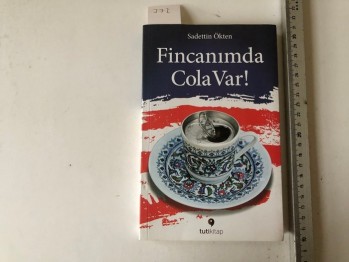 Sadettin Ökten
Fincanımda
Cola Var!
tutikitap